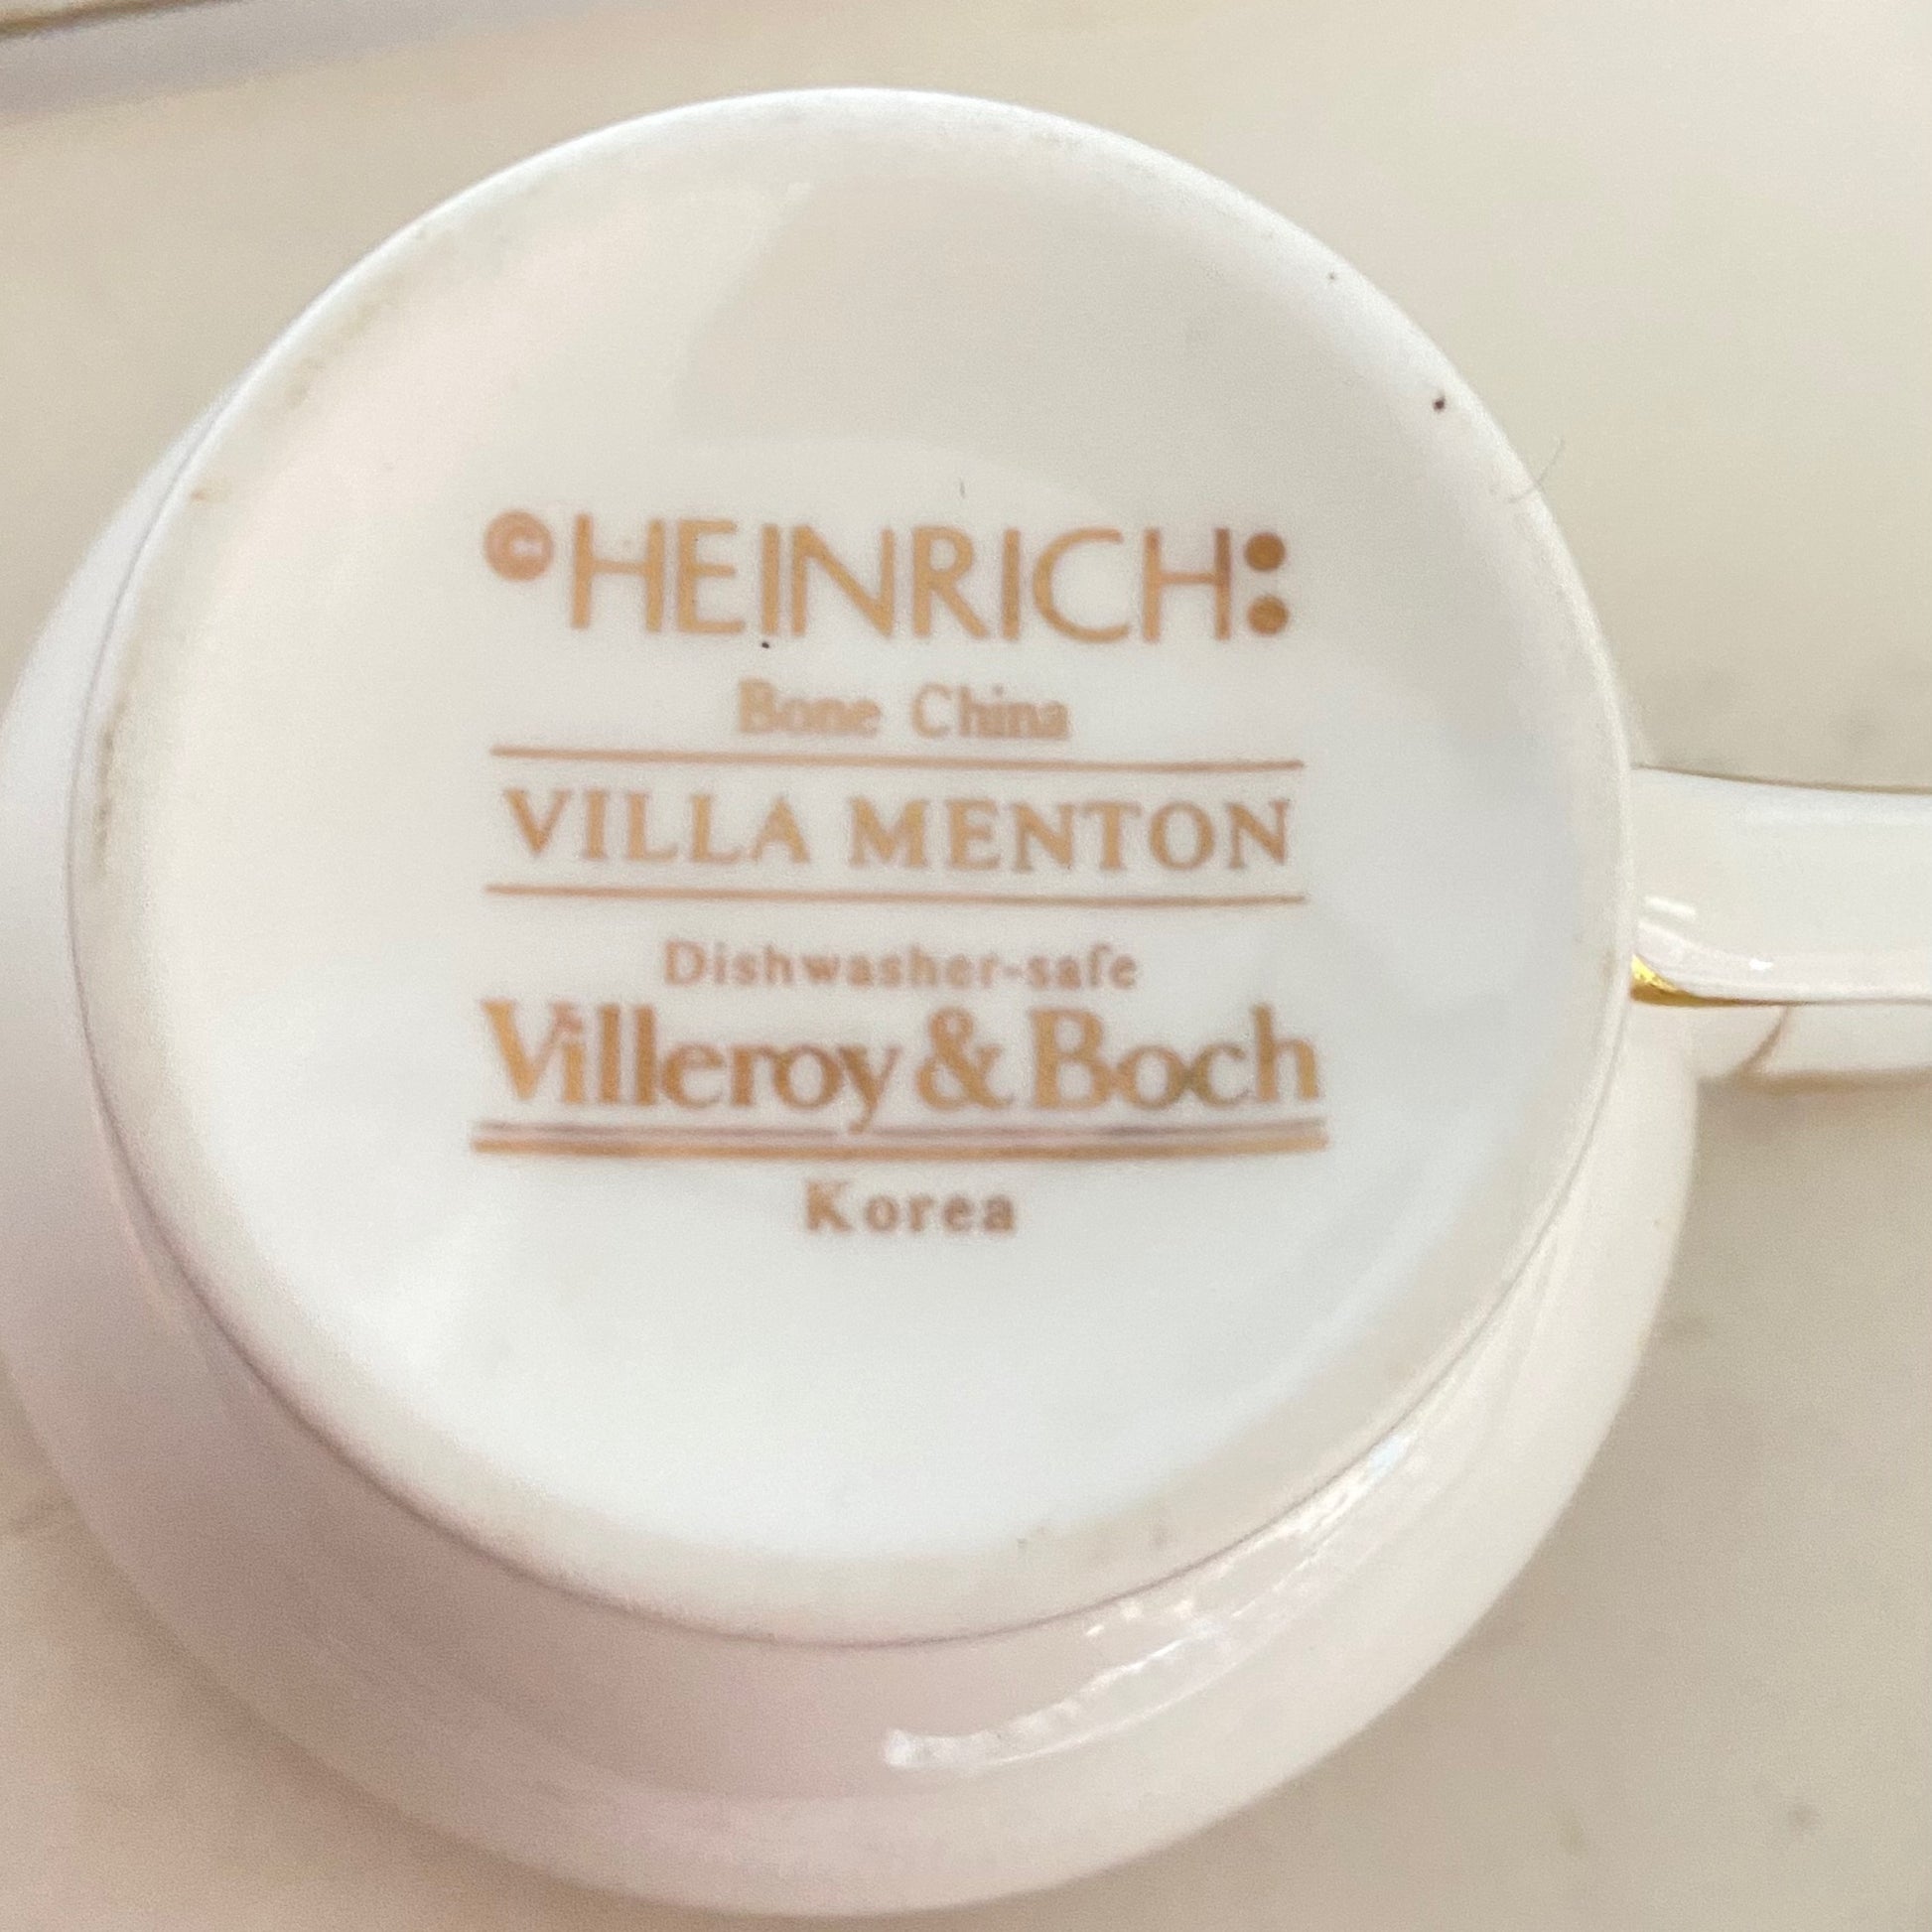 ©HEINRICH:
Bone China
VILLA MENTON
Dishwasher-safe
Villeroy & Boch
Korea